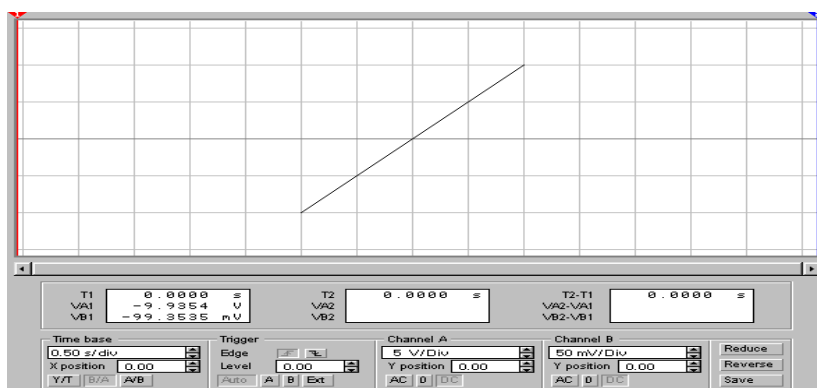 T1 0.0000 s T2 0.0000 s T2-T1 0.0000 s
VA1 -9.9354 V VA2 VA2-VA1
VB1 -99.3535 mV VB2 VB2-VB1
Time base Trigger Channel A Channel B
0.50 s/div Edge 5 V/Div 50 mV/Div Reduce
X position 0.00 Level 0.00 Y position 0.00 Y position 0.00 Reverse
Y/T B/A A/B Auto A B Ext AC 0 DC AC 0 DC Save